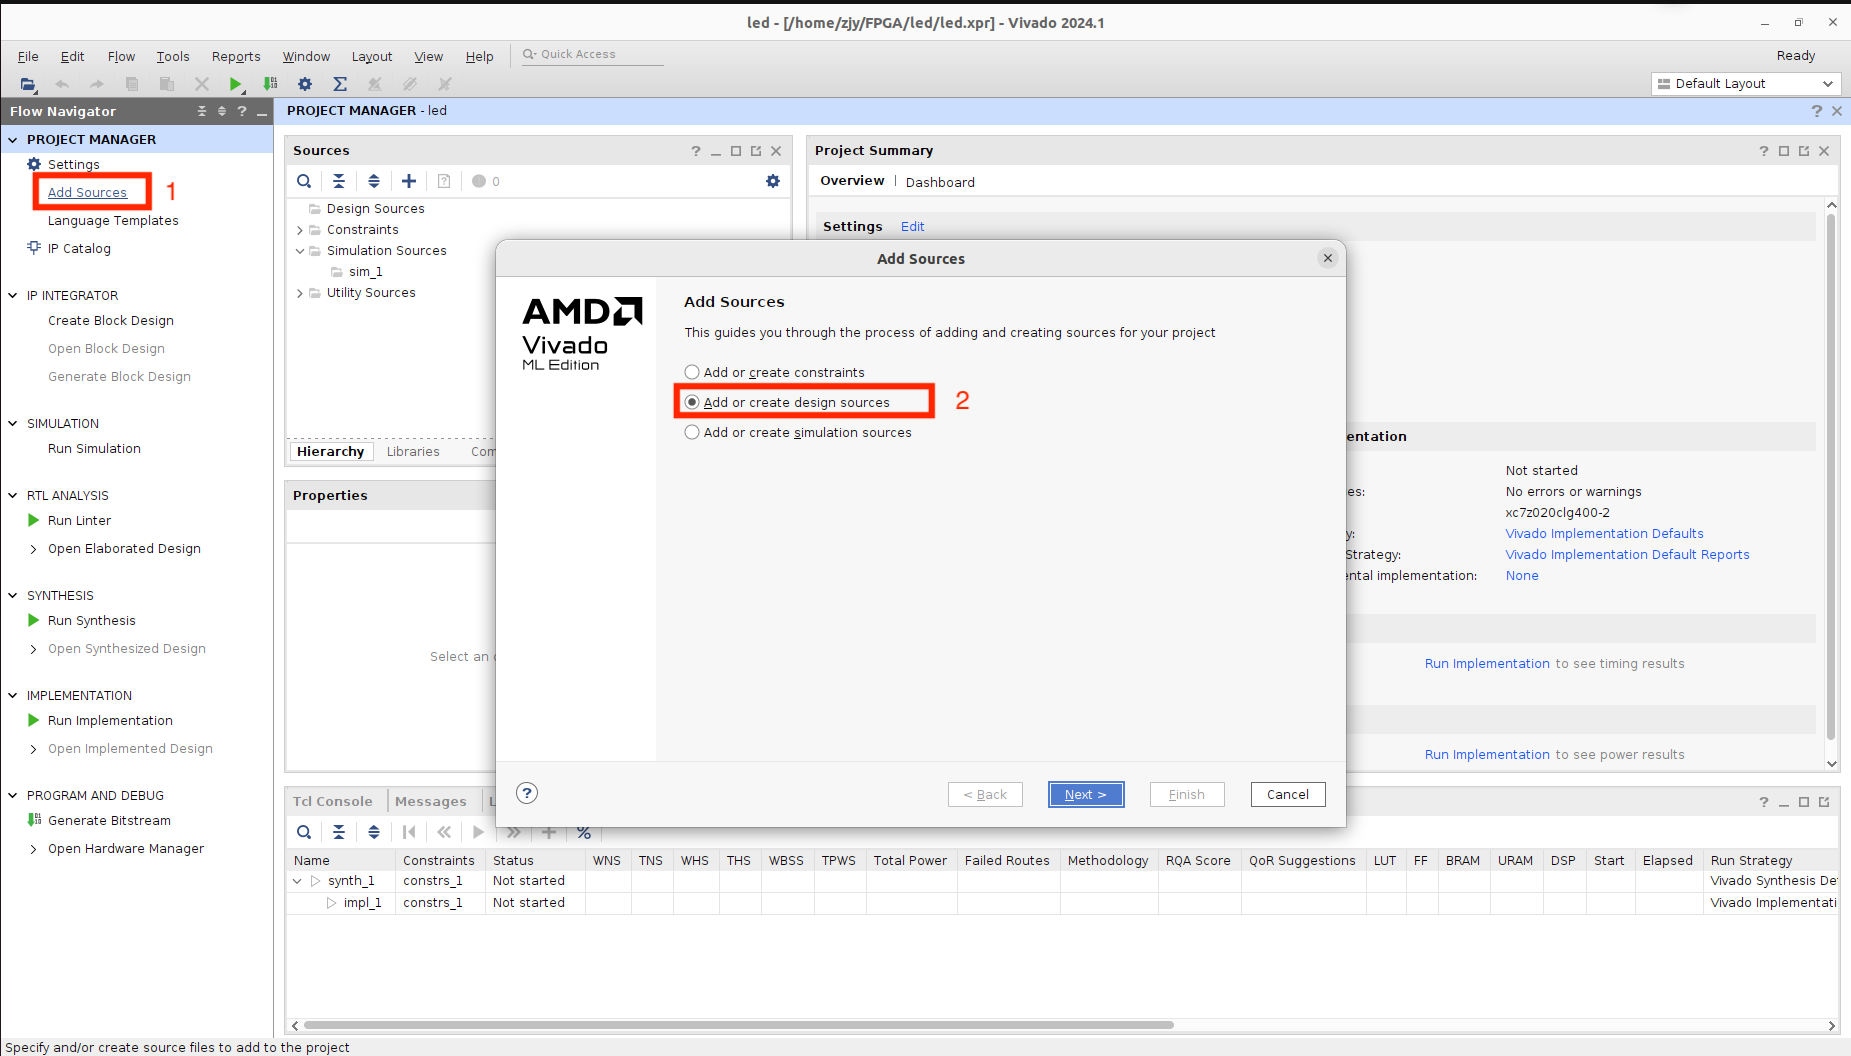 led - [/home/zjy/FPGA/led/led.xpr] - Vivado 2024.1
File Edit Flow Tools Reports Window Layout View Help Quick Access Ready
Default Layout
Flow Navigator
PROJECT MANAGER
Settings
Add Sources 1
Language Templates
IP Catalog
IP INTEGRATOR
Create Block Design
Open Block Design
Generate Block Design
SIMULATION
Run Simulation
RTL ANALYSIS
Run Linter
Open Elaborated Design
SYNTHESIS
Run Synthesis
Open Synthesized Design
IMPLEMENTATION
Run Implementation
Open Implemented Design
PROGRAM AND DEBUG
Generate Bitstream
Open Hardware Manager
PROJECT MANAGER - led
Sources
0
Design Sources
Constraints
Simulation Sources
sim_1
Utility Sources
Hierarchy Libraries Com
Properties
Select an
Project Summary
Overview Dashboard
Settings Edit
entation
Not started
es: No errors or warnings
xc7z020clg400-2
y: Vivado Implementation Defaults
Strategy: Vivado Implementation Default Reports
ental implementation: None
Run Implementation to see timing results
Run Implementation to see power results
Add Sources
AMD
Vivado
ML Edition
Add Sources
This guides you through the process of adding and creating sources for your project
Add or create constraints
Add or create design sources 2
Add or create simulation sources
? < Back Next > Finish Cancel
Tcl Console Messages L
Name Constraints Status WNS TNS WHS THS WBSS TPWS Total Power Failed Routes Methodology RQA Score QoR Suggestions LUT FF BRAM URAM DSP Start Elapsed Run Strategy
synth_1 constrs_1 Not started Vivado Synthesis De
impl_1 constrs_1 Not started Vivado Implementati
Specify and/or create source files to add to the project